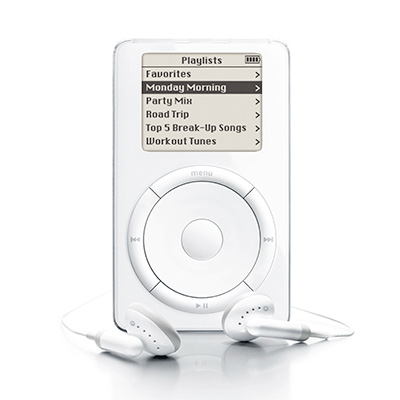 Playlists
Favorites >
Monday Morning >
Party Mix >
Road Trip >
Top 5 Break-Up Songs >
Workout Tunes >
menu